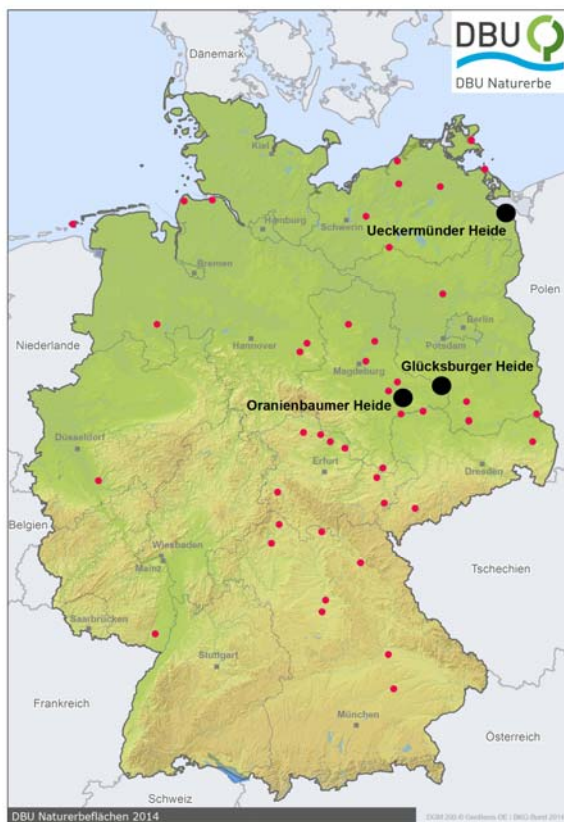 DBU
DBU Naturerbe
Dänemark
Kiel
Hamburg
Schwerin
Ueckermünder Heide
Bremen
Polen
Berlin
Niederlande
Hannover
Potsdam
Magdeburg
Glücksburger Heide
Oranienbaumer Heide
Düsseldorf
Erfurt
Dresden
Belgien
Wiesbaden
Mainz
Tschechien
Saarbrücken
Stuttgart
Frankreich
München
Österreich
Schweiz
DBU Naturerbeflächen 2014